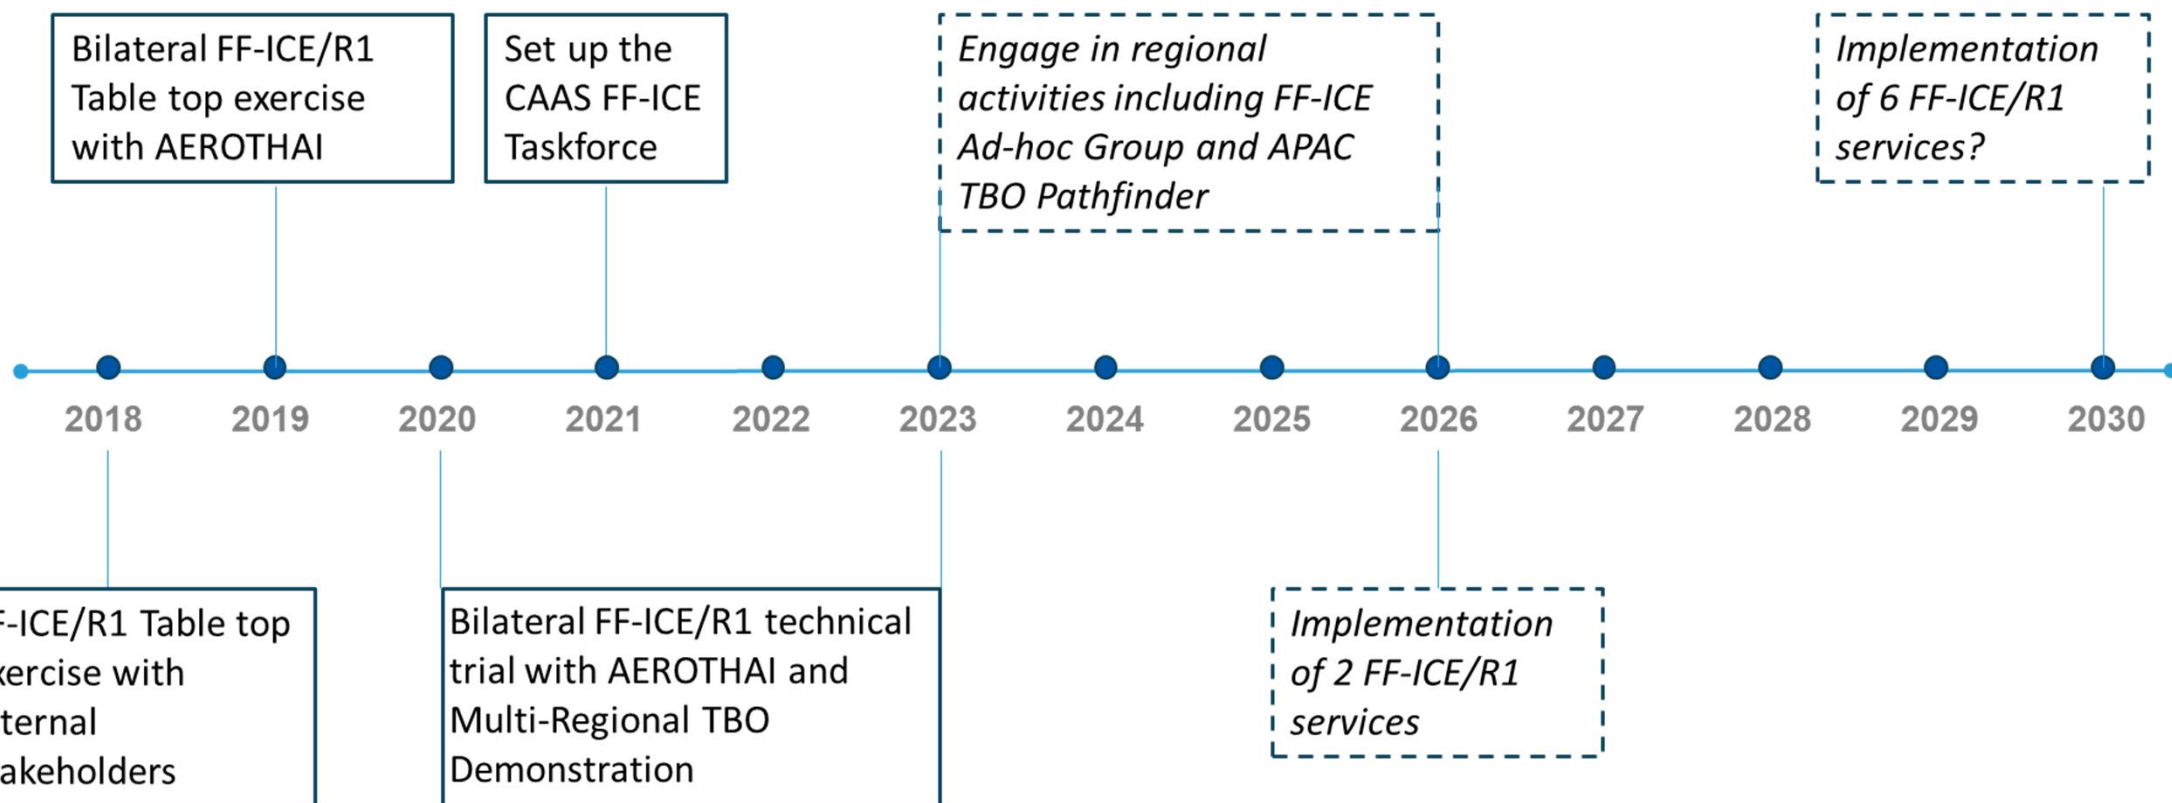 Bilateral FF-ICE/R1
Table top exercise
with AEROTHAI
Set up the
CAAS FF-ICE
Taskforce
Engage in regional
activities including FF-ICE
Ad-hoc Group and APAC
TBO Pathfinder
Implementation
of 6 FF-ICE/R1
services?
2018 2019 2020 2021 2022 2023 2024 2025 2026 2027 2028 2029 2030
-ICE/R1 Table top
exercise with
ternal
akeholders
Bilateral FF-ICE/R1 technical
trial with AEROTHAI and
Multi-Regional TBO
Demonstration
Implementation
of 2 FF-ICE/R1
services